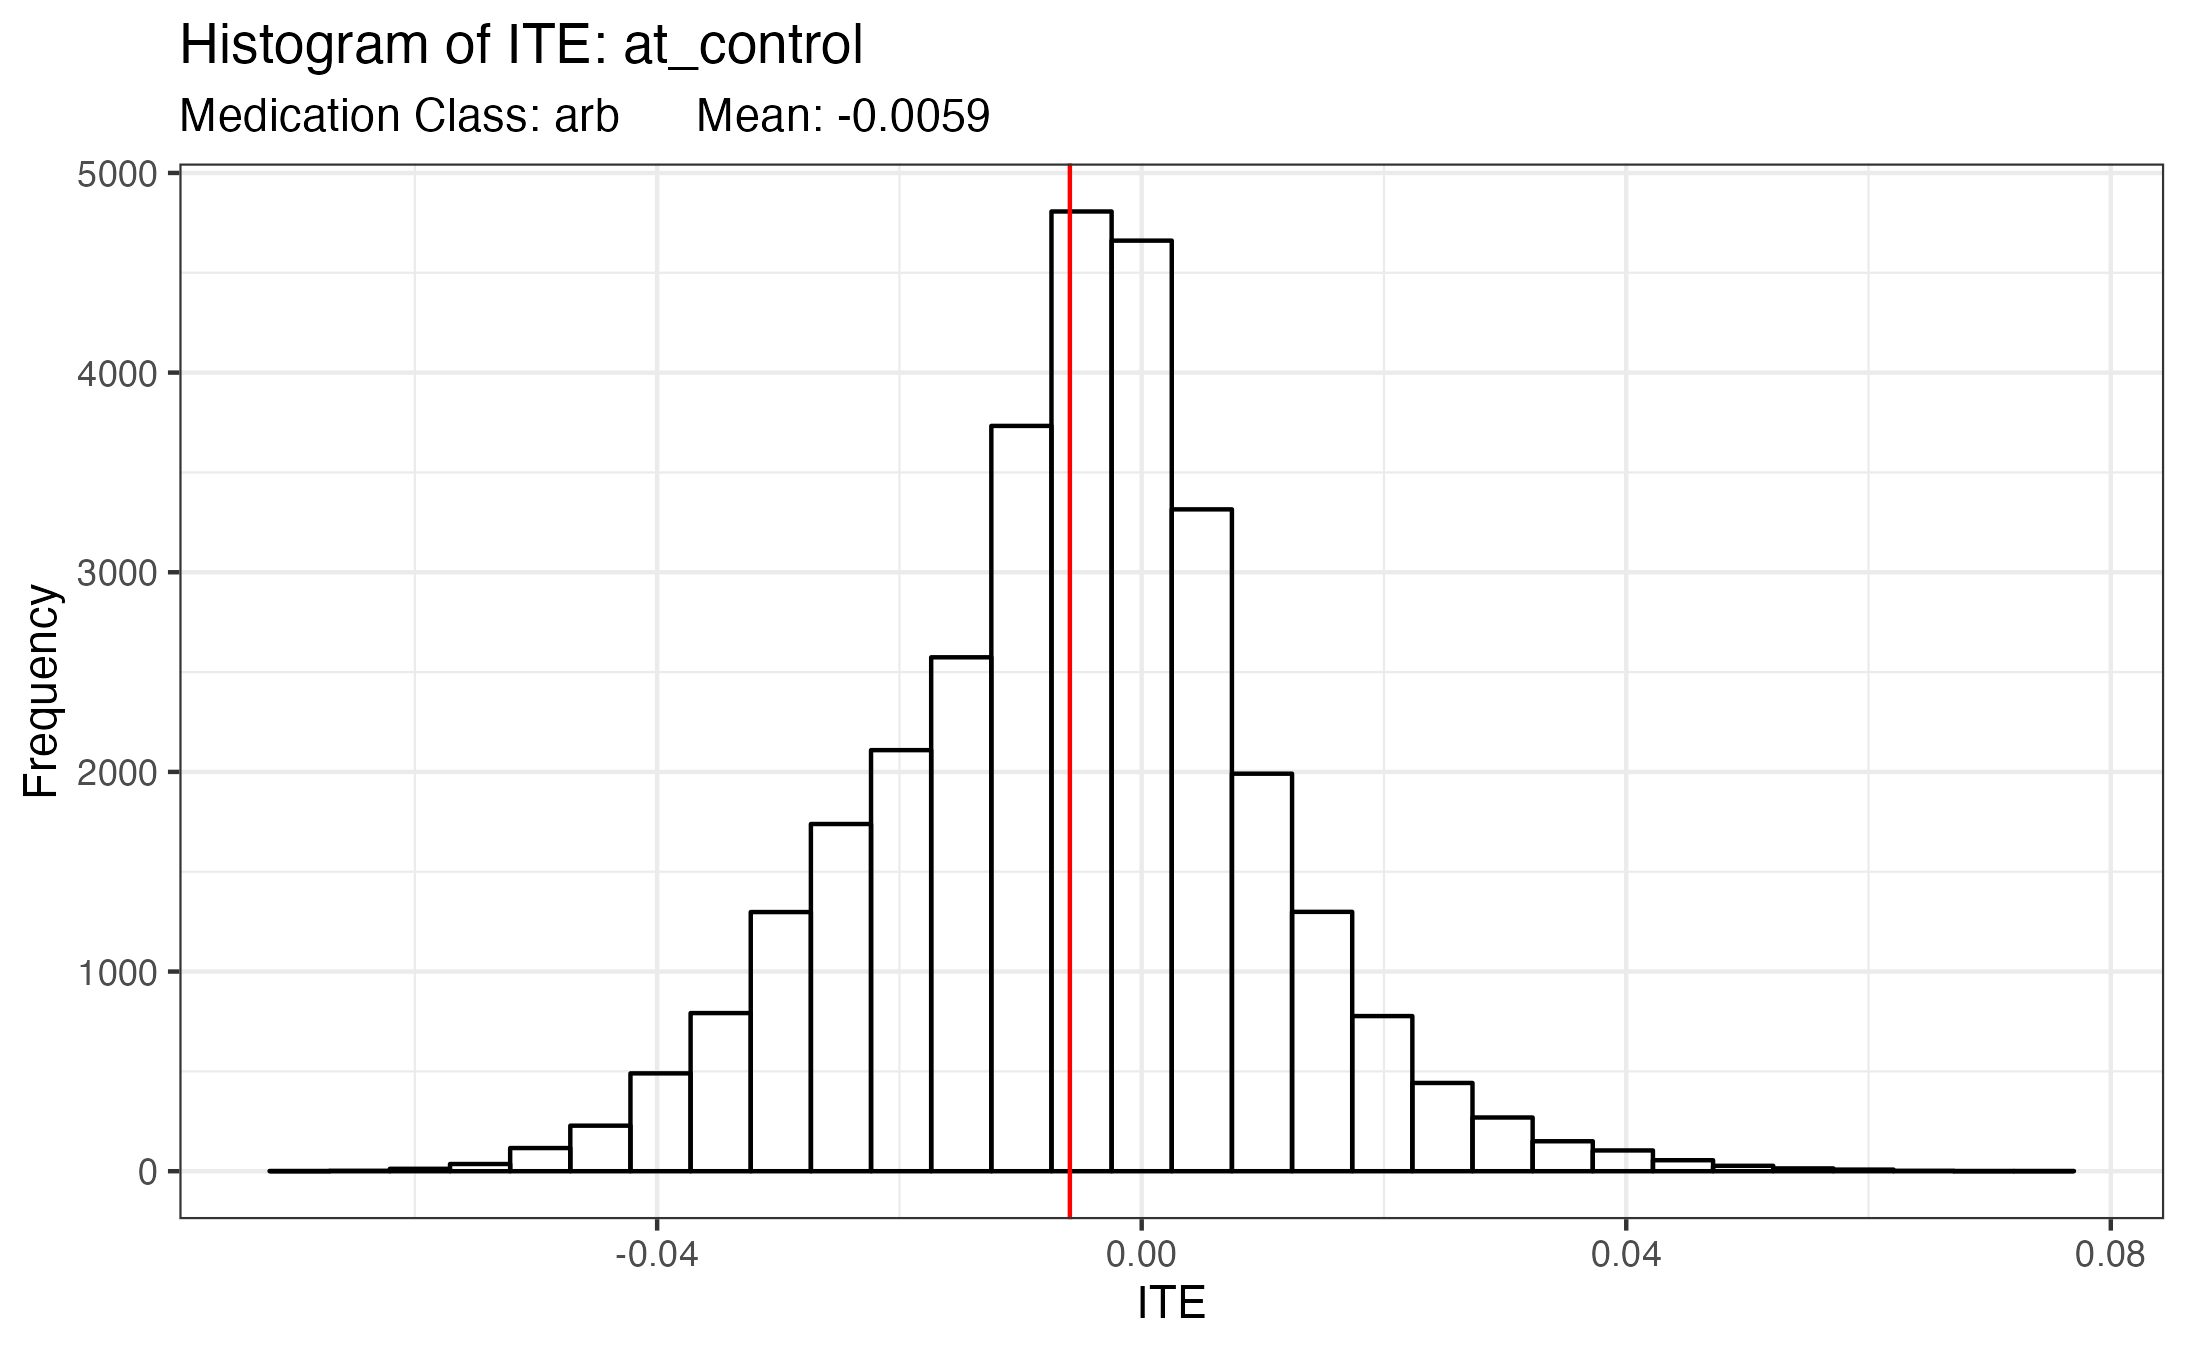 Histogram of ITE: at_control
Medication Class: arb Mean: -0.0059
5000
4000
3000
2000
1000
0
Frequency
-0.04 0.00 0.04 0.08
ITE